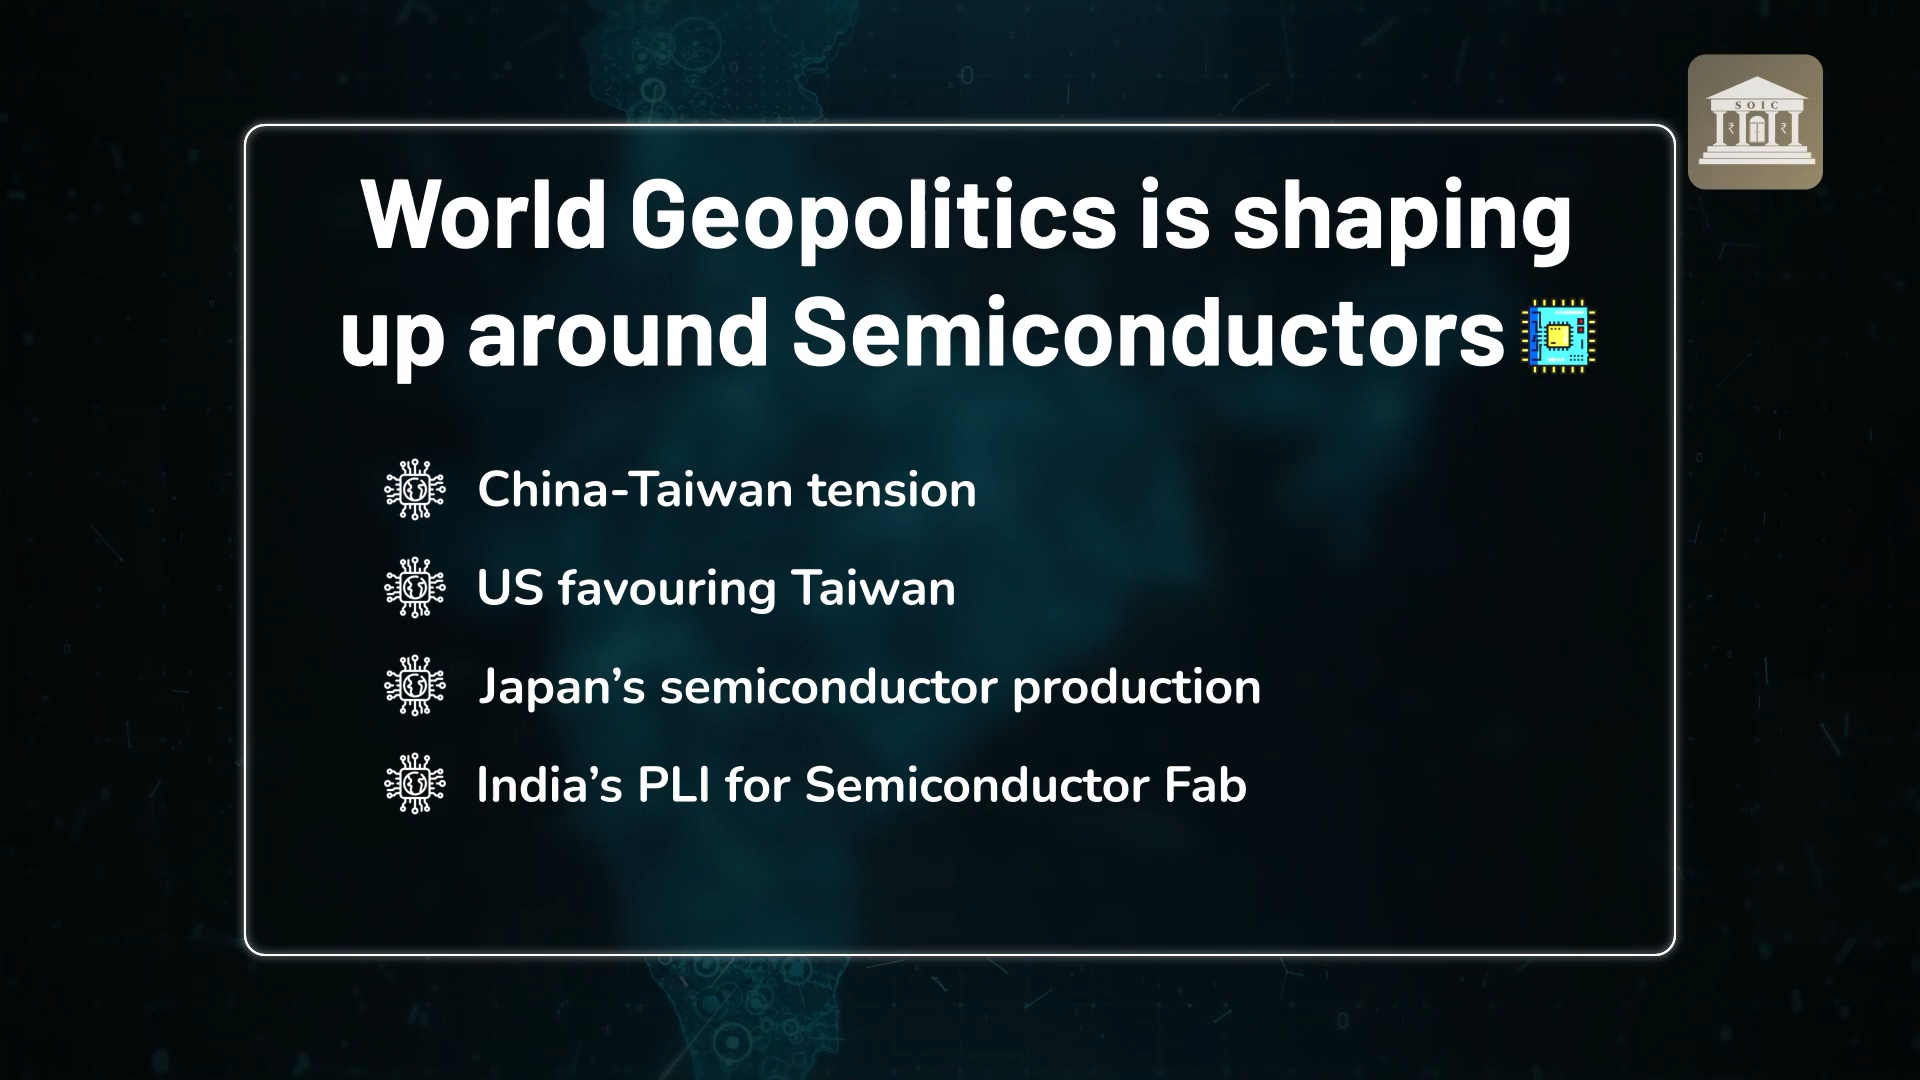 SOIC
World Geopolitics is shaping
up around Semiconductors
China-Taiwan tension
US favouring Taiwan
Japan’s semiconductor production
India’s PLI for Semiconductor Fab